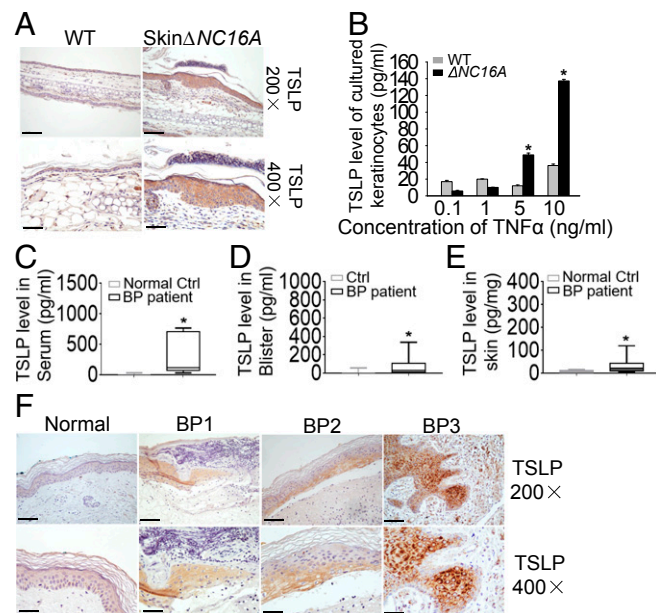 A
WT
SkinΔNC16A
TSLP
200×
TSLP
400×
B
TSLP level of cultured
keratinocytes (pg/ml)
160
140
120
100
80
60
40
20
0
WT
ΔNC16A
*
*
0.1 1 5 10
Concentration of TNFα (ng/ml)
C
TSLP level in
Serum (pg/ml)
1500
1000
500
0
Normal Ctrl
BP patient
*
D
TSLP level in
Blister (pg/ml)
1000
800
600
400
200
0
Ctrl
BP patient
*
E
TSLP level in
skin (pg/mg)
400
300
200
100
0
Normal Ctrl
BP patient
*
F
Normal
BP1
BP2
BP3
TSLP
200×
TSLP
400×